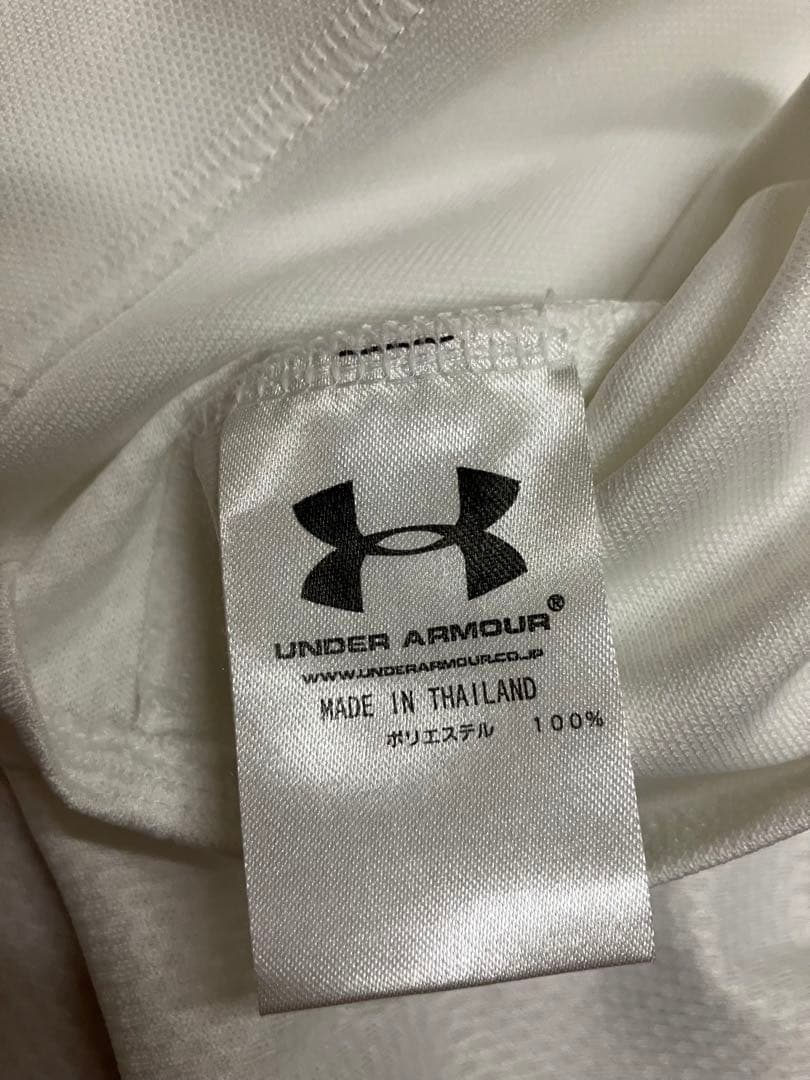 UNDER ARMOUR®
WWW.UNDERARMOUR.CO.JP
MADE IN THAILAND
ポリエステル 100%